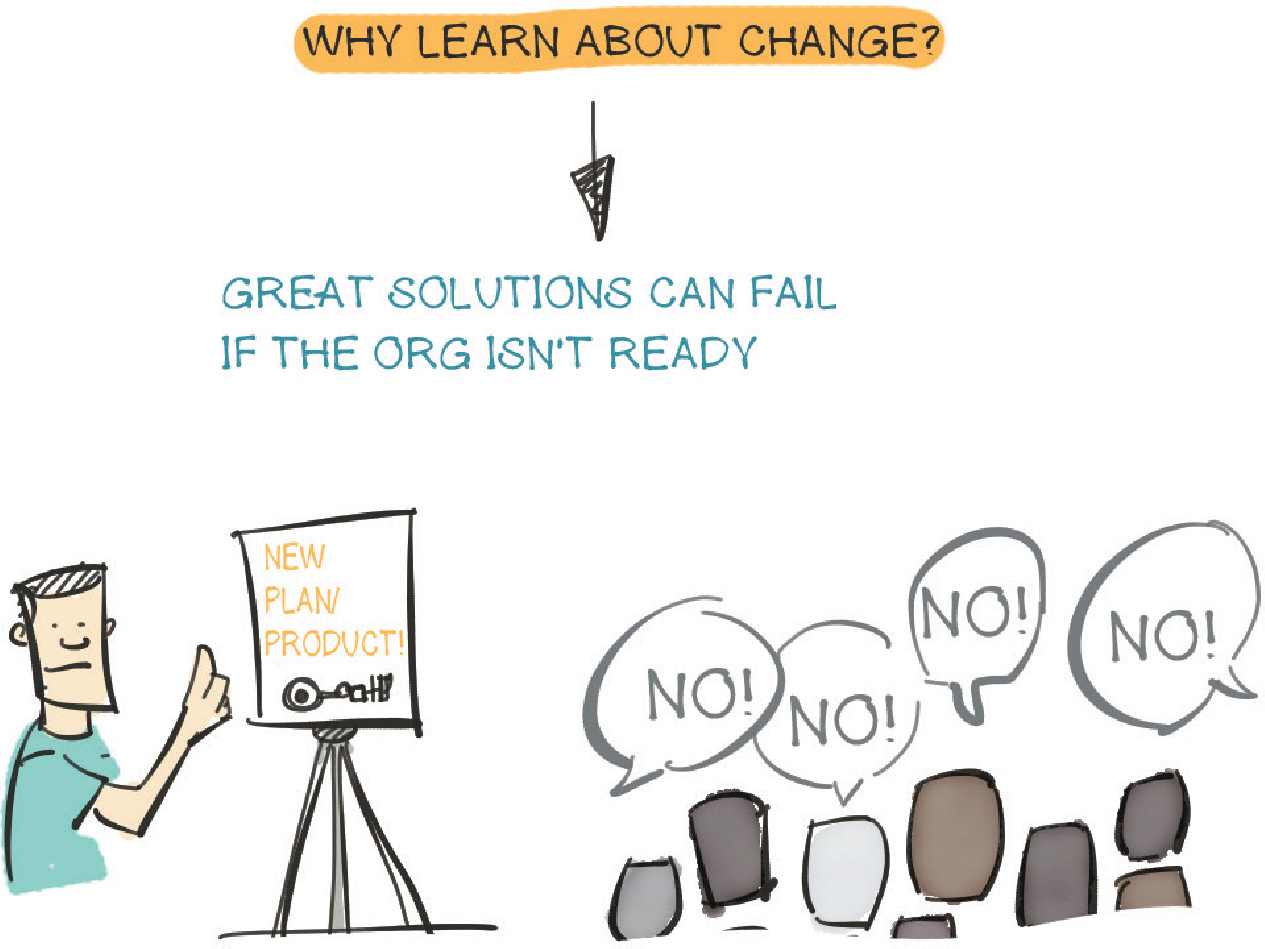 WHY LEARN ABOUT CHANGE?
GREAT SOLUTIONS CAN FAIL
IF THE ORG ISN'T READY
NEW
PLAN/
PRODUCT!
NO!
NO!
NO!
NO!